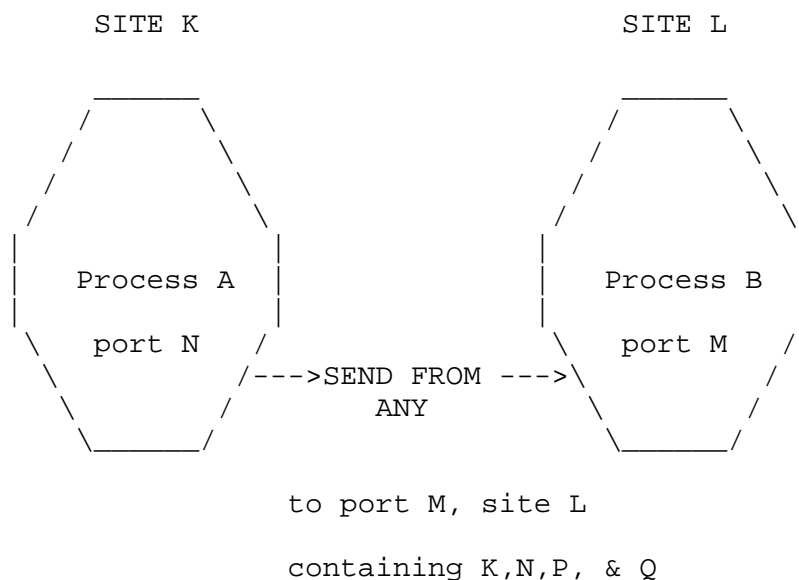 SITE K SITE L
Process A Process B
port N port M
--->SEND FROM --->
ANY
to port M, site L
containing K,N,P, & Q